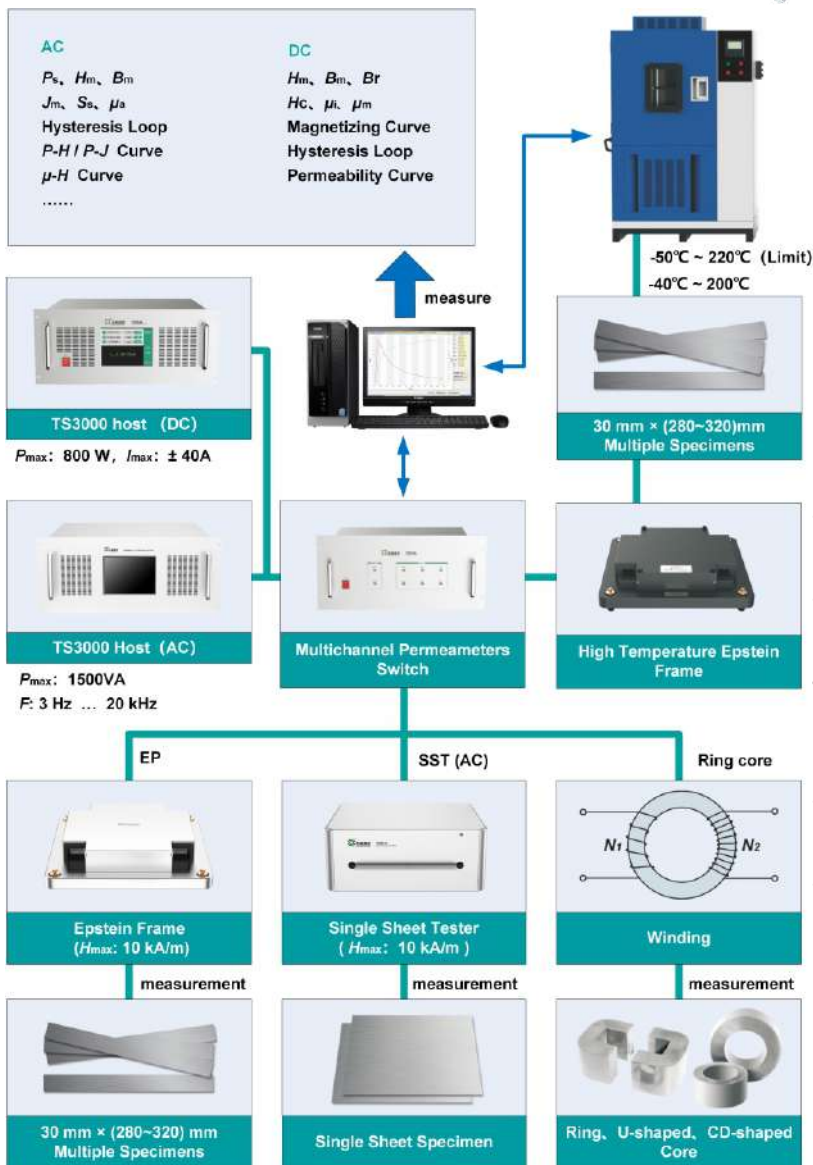 AC
Ps、Hm、Bm
Jm、Ss、μa
Hysteresis Loop
P-H / P-J Curve
μ-H Curve
……
DC
Hm、Bm、Br
Hc、μi、μm
Magnetizing Curve
Hysteresis Loop
Permeability Curve
-50℃ ~ 220℃ (Limit)
-40℃ ~ 200℃
measure
TS3000 host （DC）
Pmax：800 W，Imax：± 40A
30 mm × (280~320)mm
Multiple Specimens
TS3000 Host（AC）
Pmax：1500VA
F: 3 Hz … 20 kHz
Multichannel Permeameters
Switch
High Temperature Epstein
Frame
EP
SST (AC)
Ring core
N1
N2
Epstein Frame
(Hmax: 10 kA/m)
Single Sheet Tester
( Hmax: 10 kA/m )
Winding
measurement
measurement
measurement
30 mm × (280~320) mm
Multiple Specimens
Single Sheet Specimen
Ring、U-shaped、CD-shaped
Core